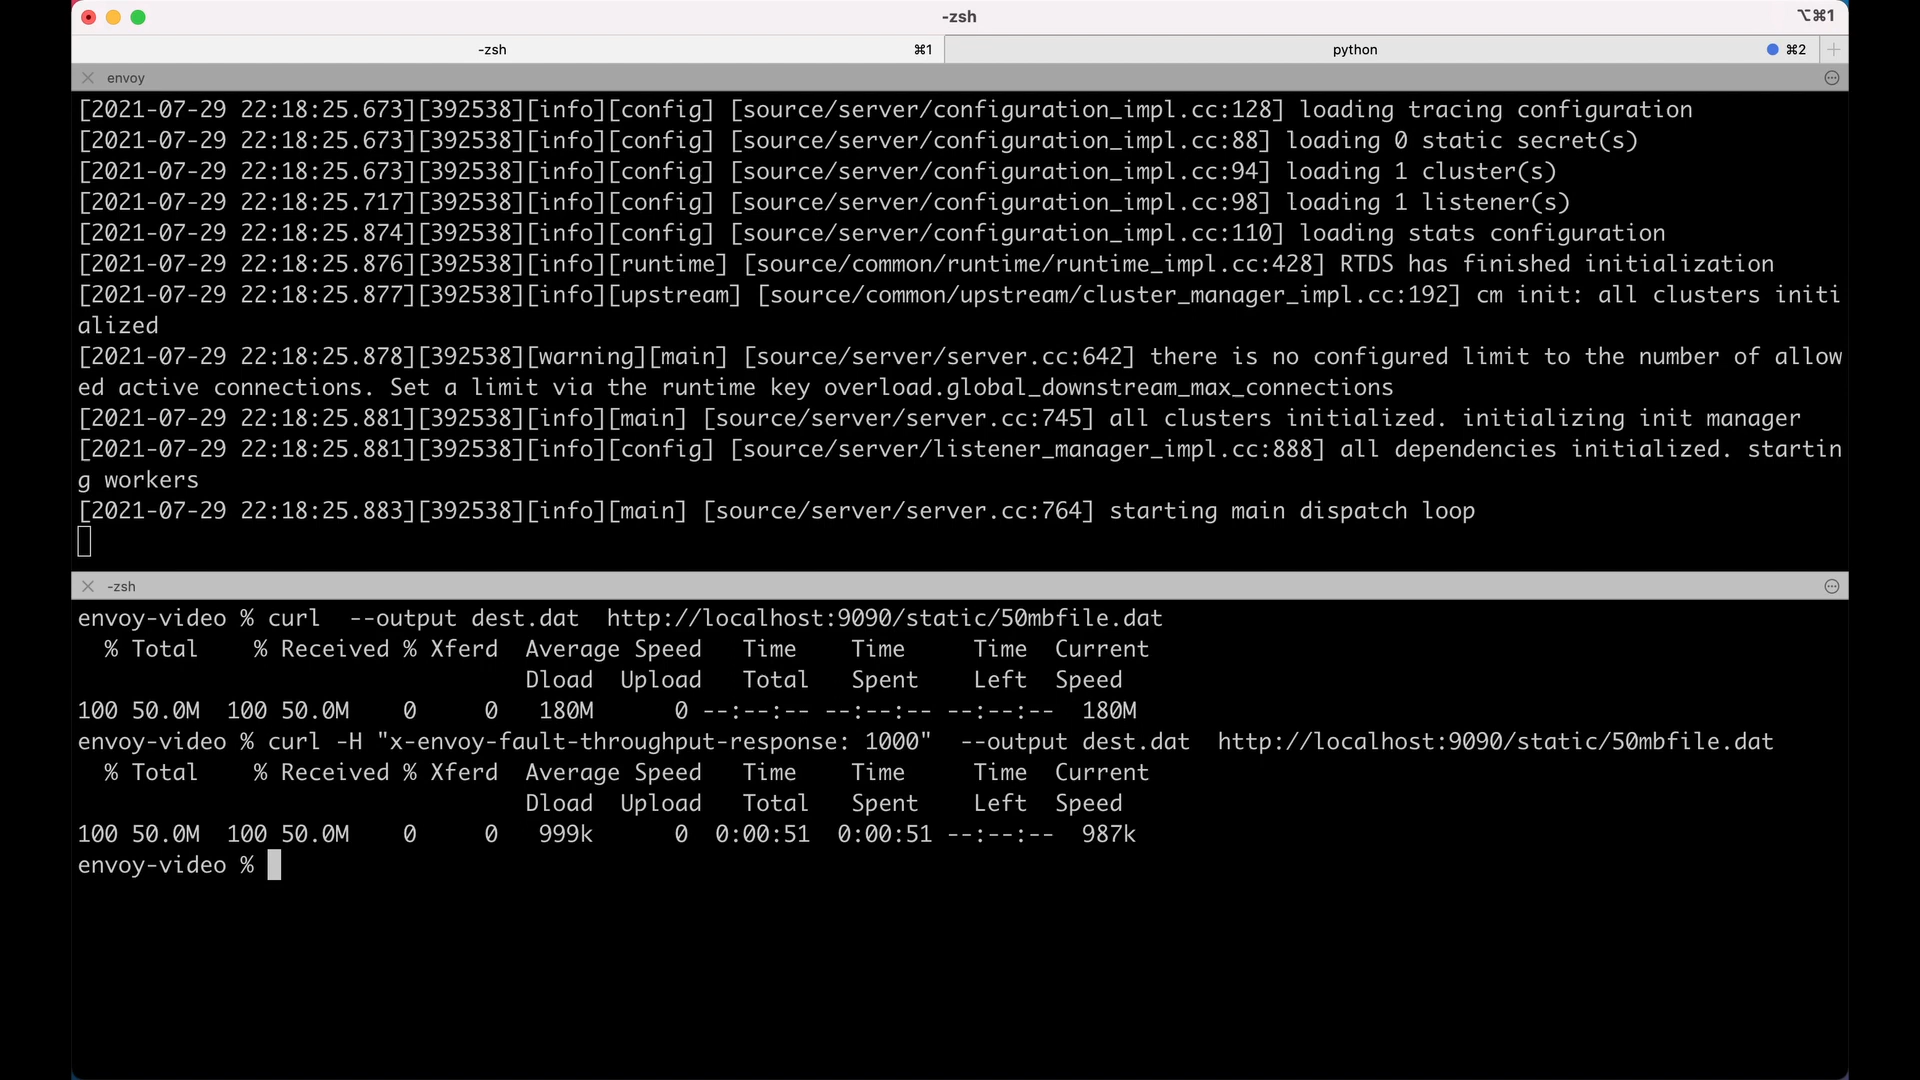 -zsh
⌥⌘1
-zsh ⌘1
python ⌘2
envoy
[2021-07-29 22:18:25.673][392538][info][config] [source/server/configuration_impl.cc:128] loading tracing configuration
[2021-07-29 22:18:25.673][392538][info][config] [source/server/configuration_impl.cc:88] loading 0 static secret(s)
[2021-07-29 22:18:25.673][392538][info][config] [source/server/configuration_impl.cc:94] loading 1 cluster(s)
[2021-07-29 22:18:25.717][392538][info][config] [source/server/configuration_impl.cc:98] loading 1 listener(s)
[2021-07-29 22:18:25.874][392538][info][config] [source/server/configuration_impl.cc:110] loading stats configuration
[2021-07-29 22:18:25.876][392538][info][runtime] [source/common/runtime/runtime_impl.cc:428] RTDS has finished initialization
[2021-07-29 22:18:25.877][392538][info][upstream] [source/common/upstream/cluster_manager_impl.cc:192] cm init: all clusters initi
alized
[2021-07-29 22:18:25.878][392538][warning][main] [source/server/server.cc:642] there is no configured limit to the number of allow
ed active connections. Set a limit via the runtime key overload.global_downstream_max_connections
[2021-07-29 22:18:25.881][392538][info][main] [source/server/server.cc:745] all clusters initialized. initializing init manager
[2021-07-29 22:18:25.881][392538][info][config] [source/server/listener_manager_impl.cc:888] all dependencies initialized. startin
g workers
[2021-07-29 22:18:25.883][392538][info][main] [source/server/server.cc:764] starting main dispatch loop
-zsh
envoy-video % curl  --output dest.dat  http://localhost:9090/static/50mbfile.dat
  % Total    % Received % Xferd  Average Speed   Time    Time     Time  Current
                                 Dload  Upload   Total   Spent    Left  Speed
100 50.0M  100 50.0M    0     0   180M      0 --:--:-- --:--:-- --:--:--  180M
envoy-video % curl -H "x-envoy-fault-throughput-response: 1000"  --output dest.dat  http://localhost:9090/static/50mbfile.dat
  % Total    % Received % Xferd  Average Speed   Time    Time     Time  Current
                                 Dload  Upload   Total   Spent    Left  Speed
100 50.0M  100 50.0M    0     0   999k      0  0:00:51  0:00:51 --:--:--  987k
envoy-video %